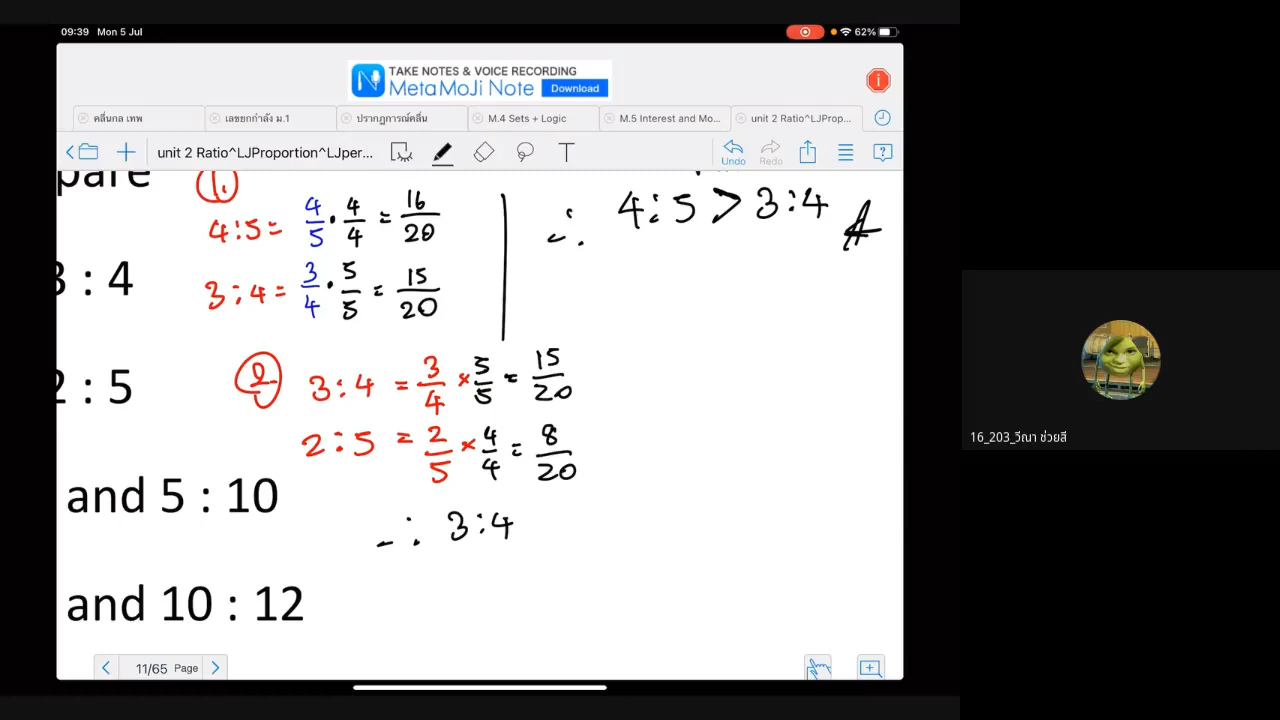 09:39 Mon 5 Jul
62%
TAKE NOTES & VOICE RECORDING
MetaMoJi Note Download
คลื่นกล เทพ
เลขยกกำลัง ม.1
ปรากฏการณ์คลื่น
M.4 Sets + Logic
M.5 Interest and Mo...
unit 2 Ratio^LJProp...
unit 2 Ratio^LJProportion^LJper...
T
Undo
Redo
pare
1.
4:5 = 4/5 · 4/4 = 16/20
∴ 4:5 > 3:4
3 : 4
3:4 = 3/4 · 5/5 = 15/20
2 : 5
2. 3:4 = 3/4 × 5/5 = 15/20
2:5 = 2/5 × 4/4 = 8/20
and 5 : 10
∴ 3:4
and 10 : 12
11/65 Page
16_203_วีณา ช่วยสี